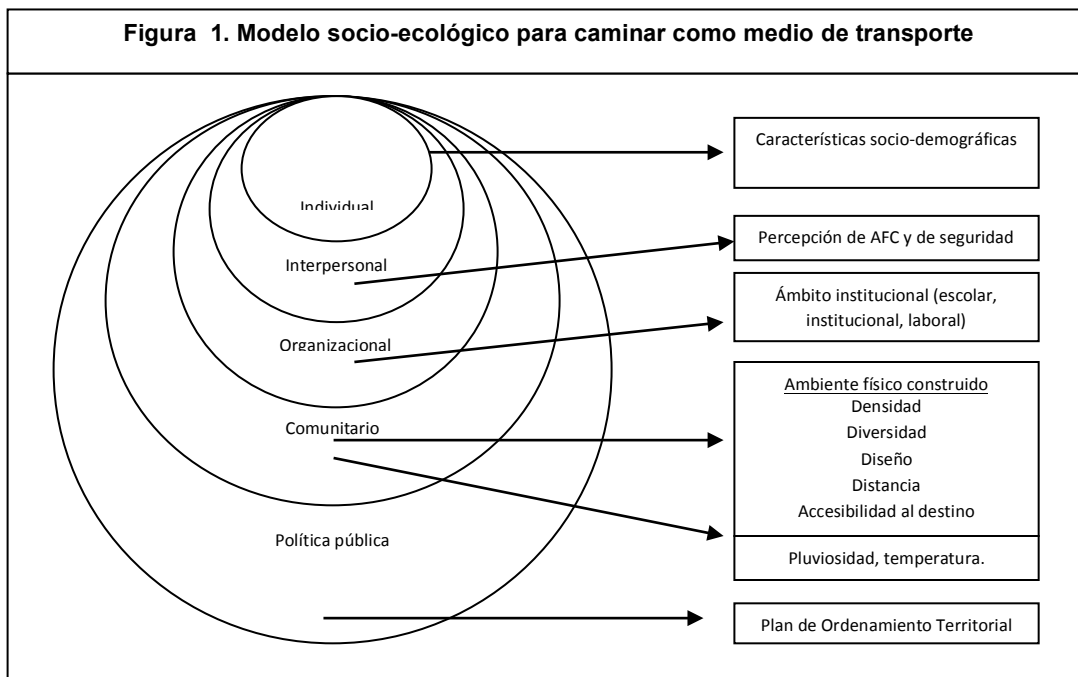 Figura 1. Modelo socio-ecológico para caminar como medio de transporte
Individual
Interpersonal
Organizacional
Comunitario
Política pública
Características socio-demográficas
Percepción de AFC y de seguridad
Ámbito institucional (escolar,
institucional, laboral)
Ambiente físico construido
Densidad
Diversidad
Diseño
Distancia
Accesibilidad al destino
Pluviosidad, temperatura.
Plan de Ordenamiento Territorial